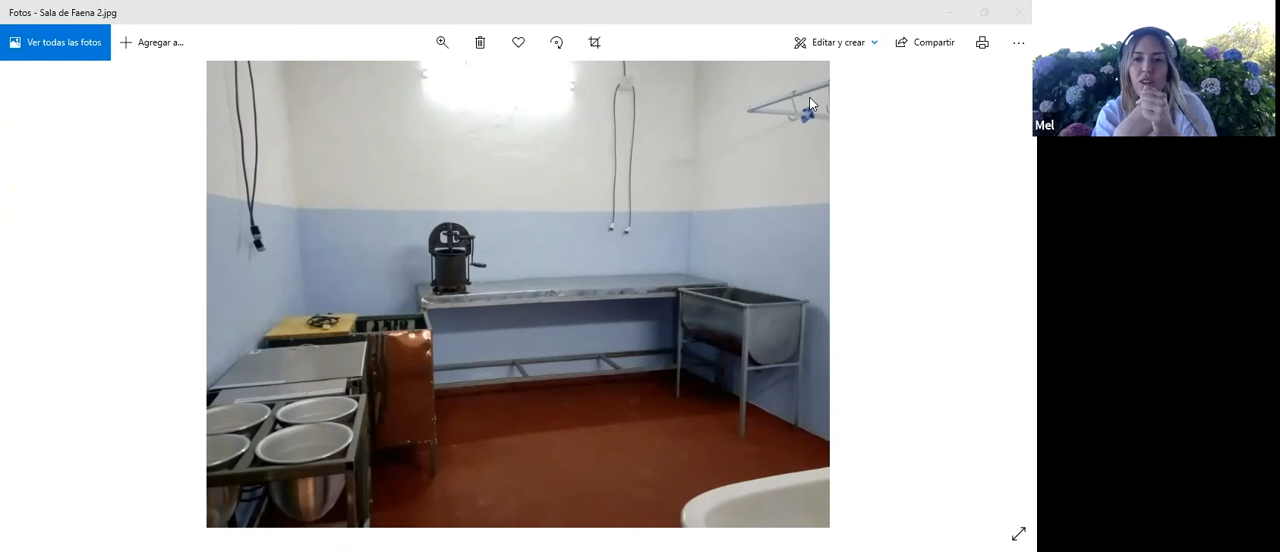 Fotos - Sala de Faena 2.jpg
Ver todas las fotos
Agregar a...
Editar y crear
Compartir
Mel